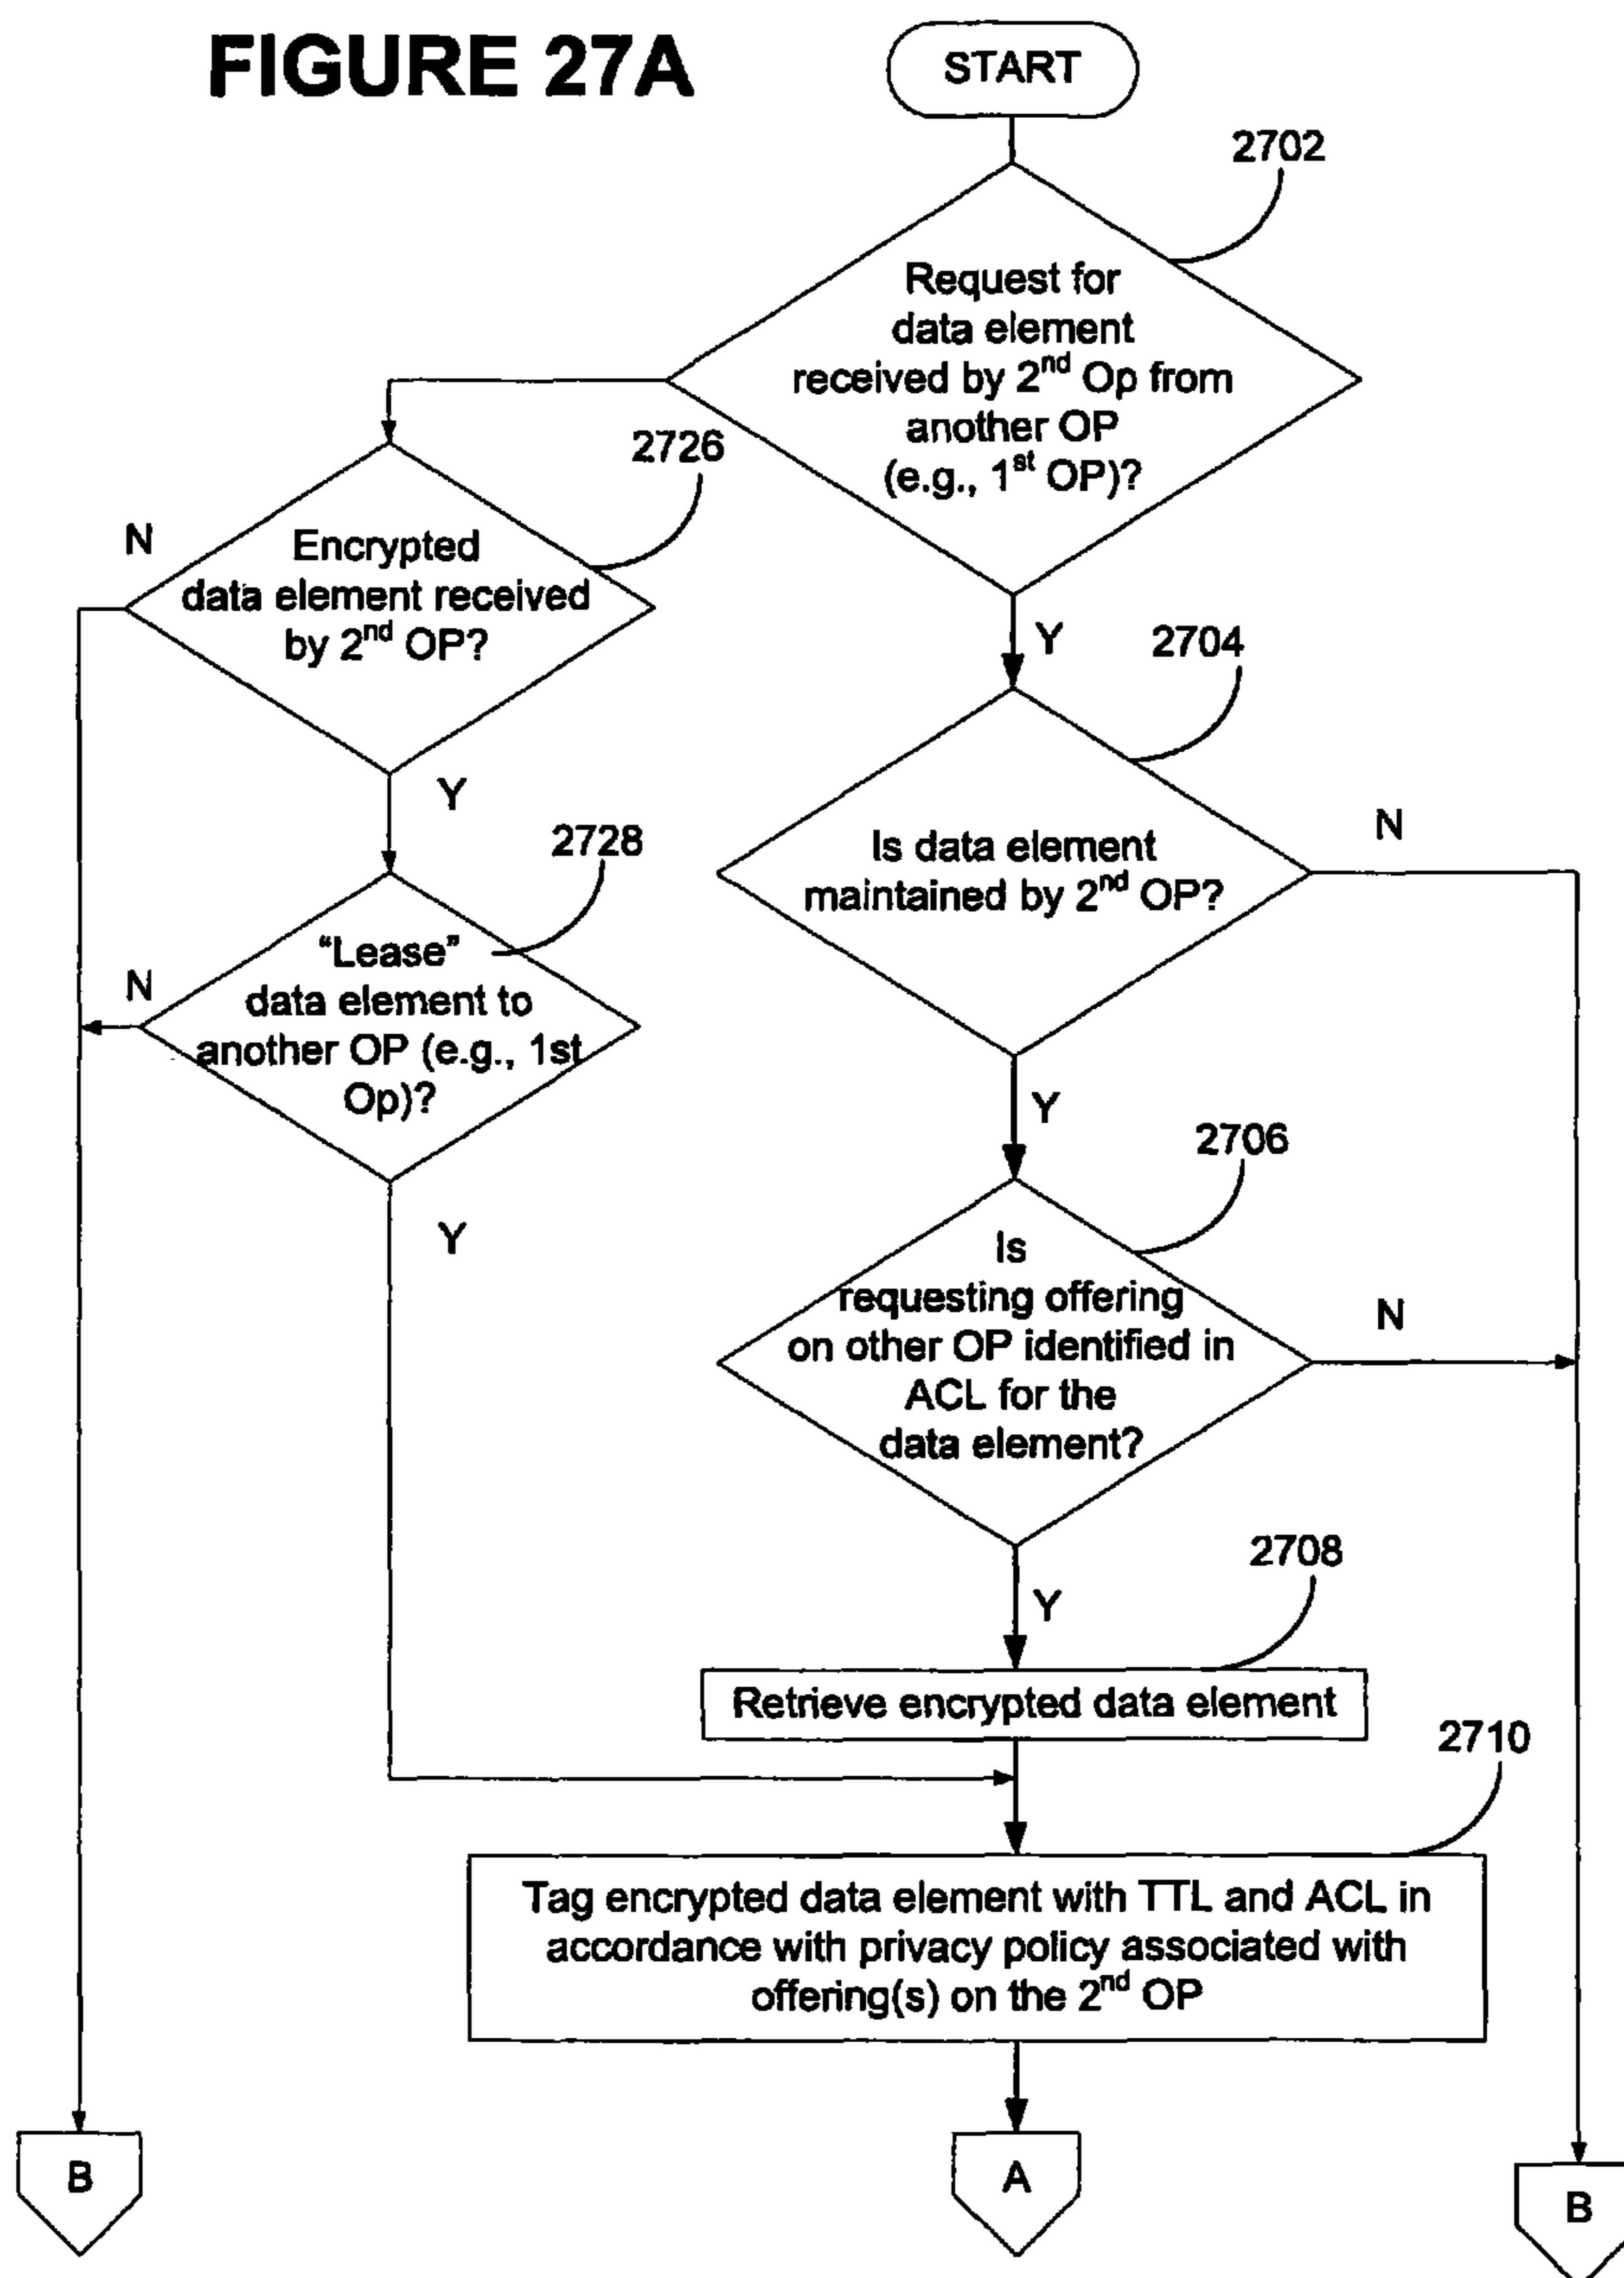 FIGURE 27A
START
2702
Request for
data element
received by 2nd Op from
another OP
(e.g., 1st OP)?
2726
N
Encrypted
data element received
by 2nd OP?
Y
2704
Y
2728
Is data element
maintained by 2nd OP?
N
"Lease"
data element to
another OP (e.g., 1st
Op)?
N
Y
2706
Y
Is
requesting offering
on other OP identified in
ACL for the
data element?
N
2708
Y
Retrieve encrypted data element
2710
Tag encrypted data element with TTL and ACL in
accordance with privacy policy associated with
offering(s) on the 2nd OP
B
A
B